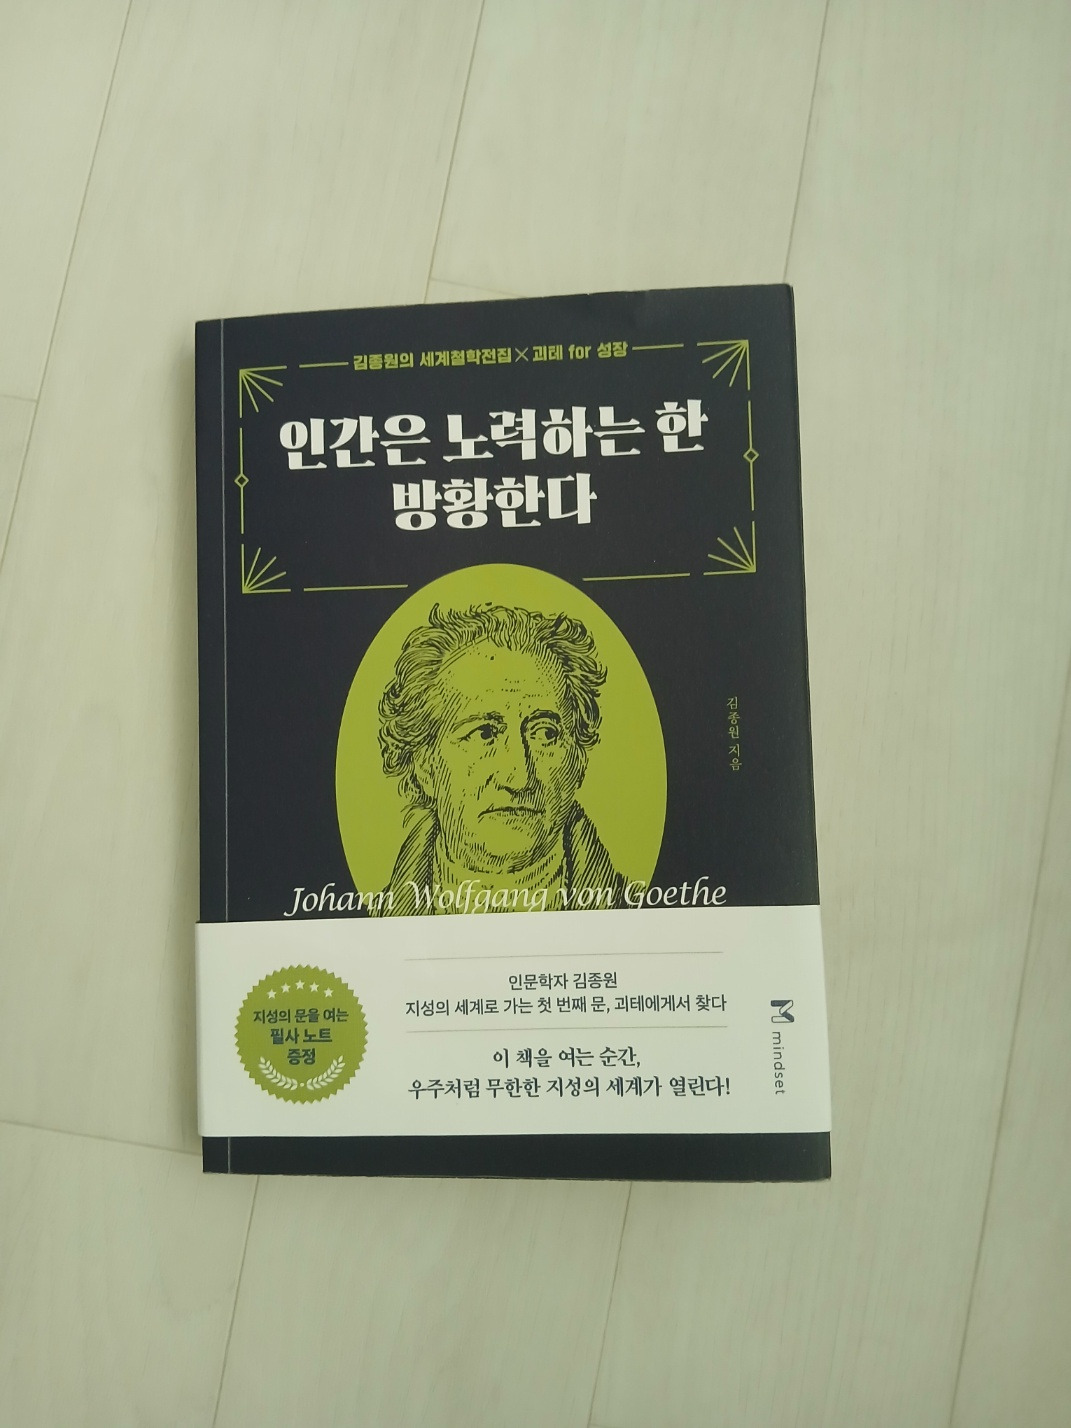 김종원의 세계철학전집×괴테 for 성장
인간은 노력하는 한
방황한다
김종원 지음
Johann Wolfgang von Goethe
지성의 문을 여는
필사 노트
증정
인문학자 김종원
지성의 세계로 가는 첫 번째 문, 괴테에게서 찾다
이 책을 여는 순간,
우주처럼 무한한 지성의 세계가 열린다!
mindset